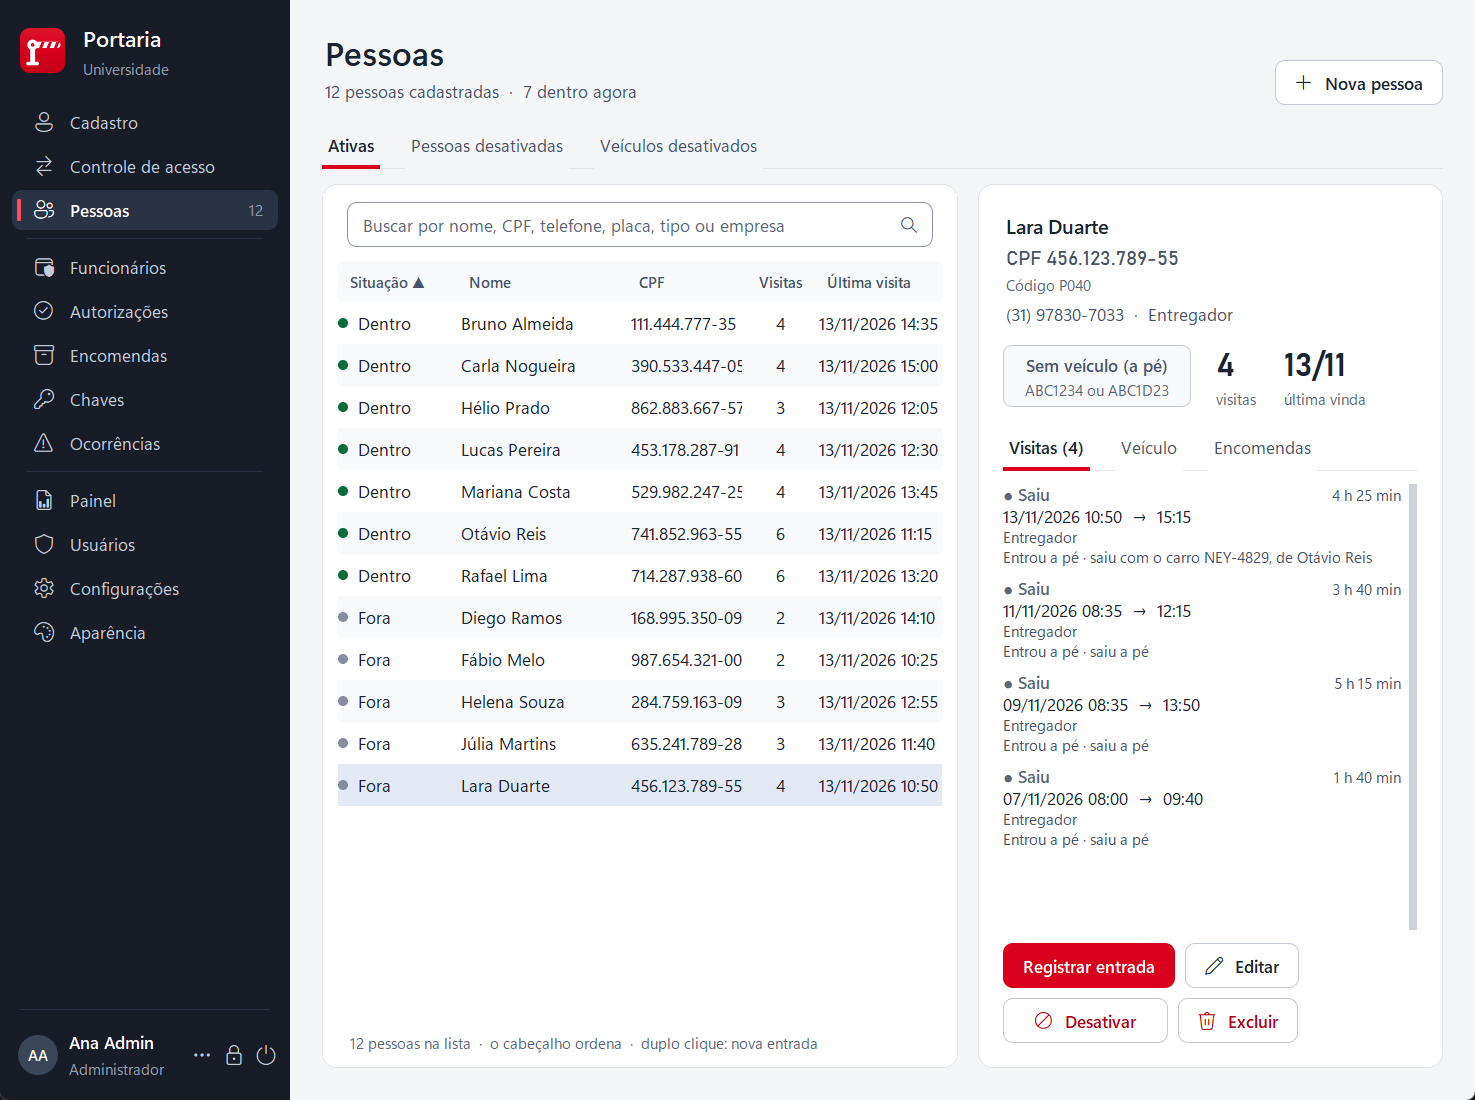 Portaria
Universidade
Cadastro
Controle de acesso
Pessoas 12
Funcionários
Autorizações
Encomendas
Chaves
Ocorrências
Painel
Usuários
Configurações
Aparência
AA
Ana Admin
Administrador
Pessoas
12 pessoas cadastradas · 7 dentro agora
Nova pessoa
Ativas Pessoas desativadas Veículos desativados
Buscar por nome, CPF, telefone, placa, tipo ou empresa
Situação ▲ Nome CPF Visitas Última visita
Dentro Bruno Almeida 111.444.777-35 4 13/11/2026 14:35
Dentro Carla Nogueira 390.533.447-05 4 13/11/2026 15:00
Dentro Hélio Prado 862.883.667-57 3 13/11/2026 12:05
Dentro Lucas Pereira 453.178.287-91 4 13/11/2026 12:30
Dentro Mariana Costa 529.982.247-25 4 13/11/2026 13:45
Dentro Otávio Reis 741.852.963-55 6 13/11/2026 11:15
Dentro Rafael Lima 714.287.938-60 6 13/11/2026 13:20
Fora Diego Ramos 168.995.350-09 2 13/11/2026 14:10
Fora Fábio Melo 987.654.321-00 2 13/11/2026 10:25
Fora Helena Souza 284.759.163-09 3 13/11/2026 12:55
Fora Júlia Martins 635.241.789-28 3 13/11/2026 11:40
Fora Lara Duarte 456.123.789-55 4 13/11/2026 10:50
12 pessoas na lista · o cabeçalho ordena · duplo clique: nova entrada
Lara Duarte
CPF 456.123.789-55
Código P040
(31) 97830-7033 · Entregador
Sem veículo (a pé)
ABC1234 ou ABC1D23
4
visitas
13/11
última vinda
Visitas (4) Veículo Encomendas
● Saiu 4 h 25 min
13/11/2026 10:50 → 15:15
Entregador
Entrou a pé · saiu com o carro NEY-4829, de Otávio Reis
● Saiu 3 h 40 min
11/11/2026 08:35 → 12:15
Entregador
Entrou a pé · saiu a pé
● Saiu 5 h 15 min
09/11/2026 08:35 → 13:50
Entregador
Entrou a pé · saiu a pé
● Saiu 1 h 40 min
07/11/2026 08:00 → 09:40
Entregador
Entrou a pé · saiu a pé
Registrar entrada Editar
Desativar Excluir